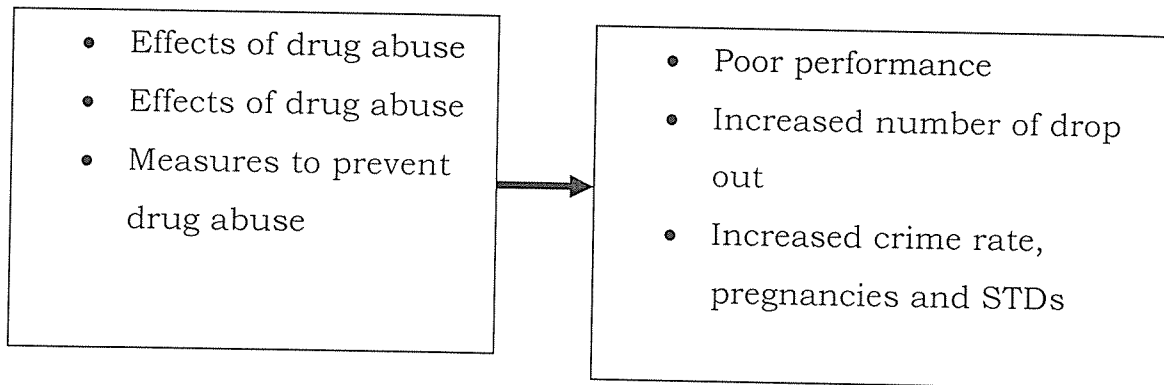 • Effects of drug abuse
• Effects of drug abuse
• Measures to prevent
drug abuse
• Poor performance
• Increased number of drop
out
• Increased crime rate,
pregnancies and STDs